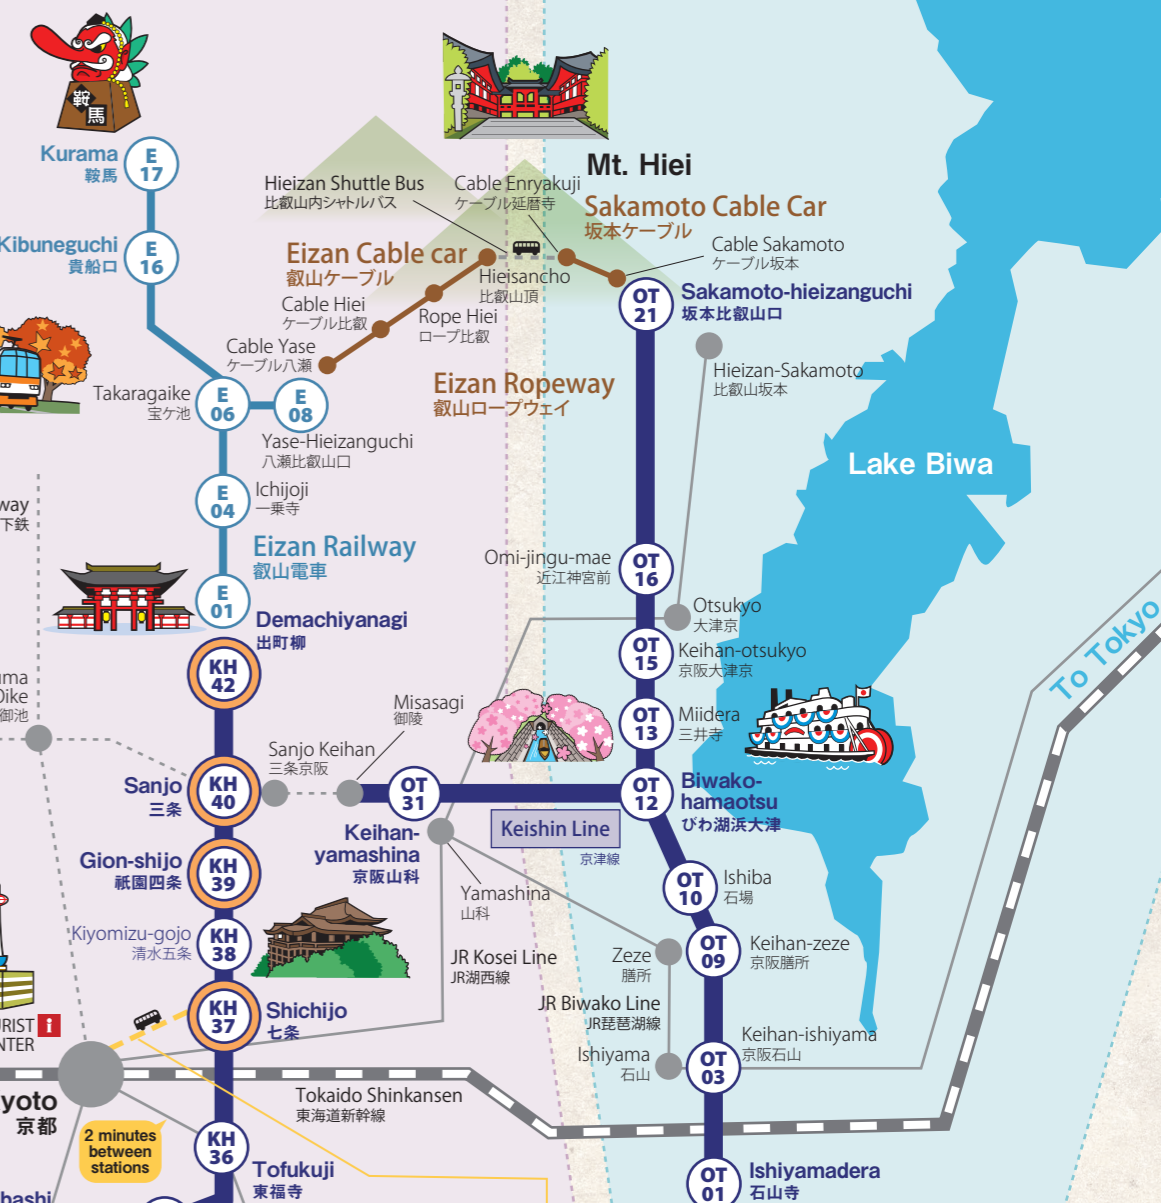 鞍
馬
Kurama
鞍馬
E
17
Kibuneguchi
貴船口
E
16
Hieizan Shuttle Bus
比叡山内シャトルバス
Cable Enryakuji
ケーブル延暦寺
Mt. Hiei
Sakamoto Cable Car
坂本ケーブル
Cable Sakamoto
ケーブル坂本
Eizan Cable car
叡山ケーブル
Hieisancho
比叡山頂
Cable Hiei
ケーブル比叡
Rope Hiei
ロープ比叡
Cable Yase
ケーブル八瀬
Eizan Ropeway
叡山ロープウェイ
OT
21
Sakamoto-hieizanguchi
坂本比叡山口
Hieizan-Sakamoto
比叡山坂本
Takaragaike
宝ケ池
E
06
E
08
Yase-Hieizanguchi
八瀬比叡山口
Lake Biwa
E
04
Ichijoji
一乗寺
way
下鉄
Eizan Railway
叡山電車
E
01
Demachiyanagi
出町柳
KH
42
Omi-jingu-mae
近江神宮前
OT
16
Otsukyo
大津京
OT
15
Keihan-otsukyo
京阪大津京
To Tokyo
uma
Oike
御池
Misasagi
御陵
OT
13
Miidera
三井寺
Sanjo Keihan
三条京阪
Sanjo
三条
KH
40
OT
31
Keihan-
yamashina
京阪山科
OT
12
Biwako-
hamaotsu
びわ湖浜大津
Keishin Line
京津線
Gion-shijo
祇園四条
KH
39
Yamashina
山科
OT
10
Ishiba
石場
Kiyomizu-gojo
清水五条
KH
38
JR Kosei Line
JR湖西線
Zeze
膳所
OT
09
Keihan-zeze
京阪膳所
JR Biwako Line
JR琵琶湖線
KH
37
Shichijo
七条
URIST i
NTER
Ishiyama
石山
OT
03
Keihan-ishiyama
京阪石山
yoto
京都
Tokaido Shinkansen
東海道新幹線
2 minutes
between
stations
KH
36
Tofukuji
東福寺
OT
01
Ishiyamadera
石山寺
bashi